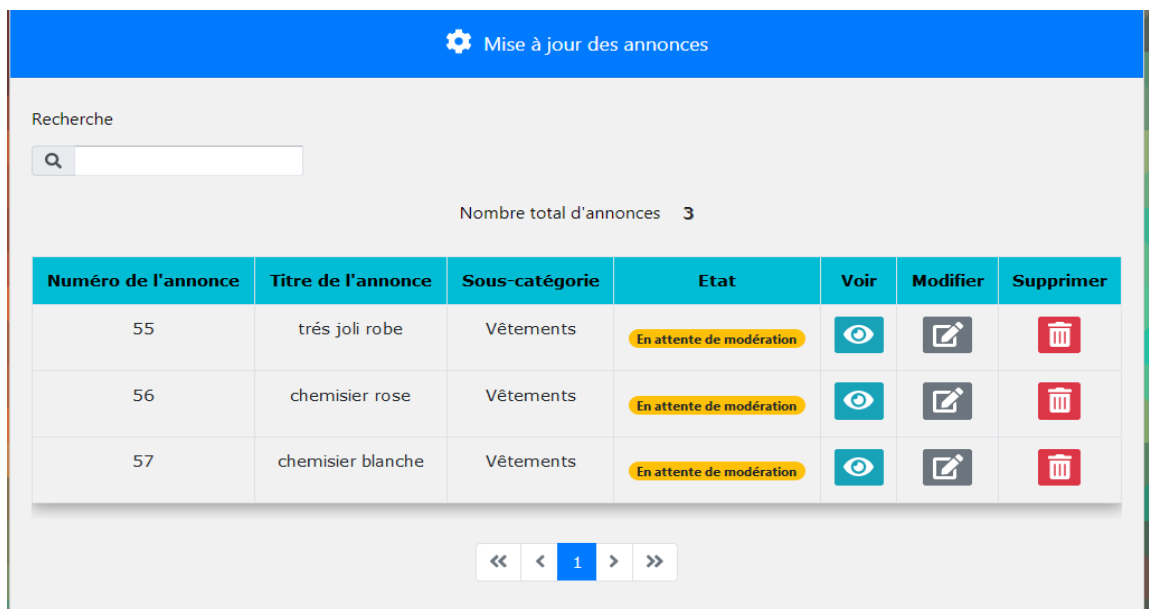 Mise à jour des annonces
Recherche
Nombre total d'annonces 3
Numéro de l'annonce Titre de l'annonce Sous-catégorie Etat Voir Modifier Supprimer
55 trés joli robe Vêtements En attente de modération
56 chemisier rose Vêtements En attente de modération
57 chemisier blanche Vêtements En attente de modération
1